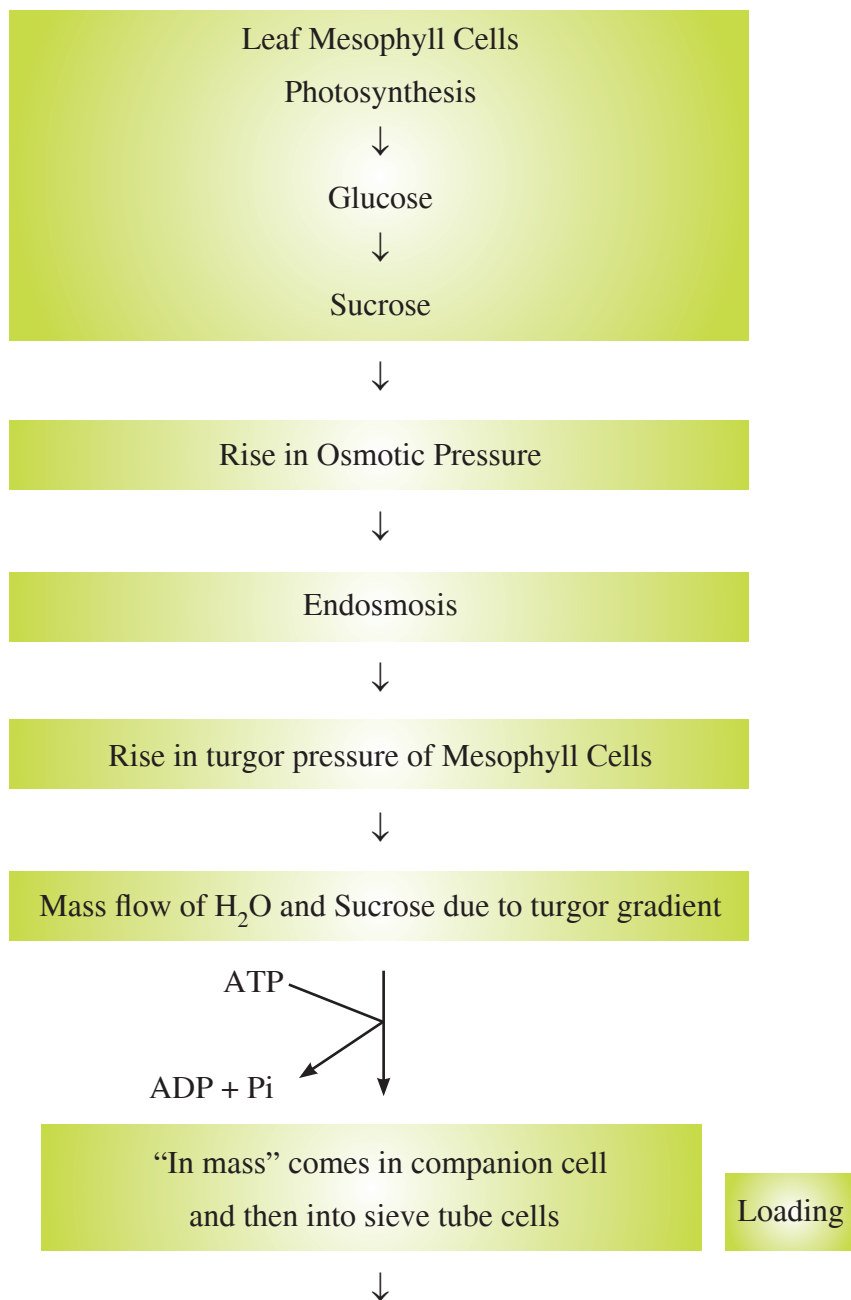 Leaf Mesophyll Cells
Photosynthesis
↓
Glucose
↓
Sucrose
↓
Rise in Osmotic Pressure
↓
Endosmosis
↓
Rise in turgor pressure of Mesophyll Cells
↓
Mass flow of H₂O and Sucrose due to turgor gradient
ATP
ADP + Pi
“In mass” comes in companion cell
and then into sieve tube cells
Loading
↓